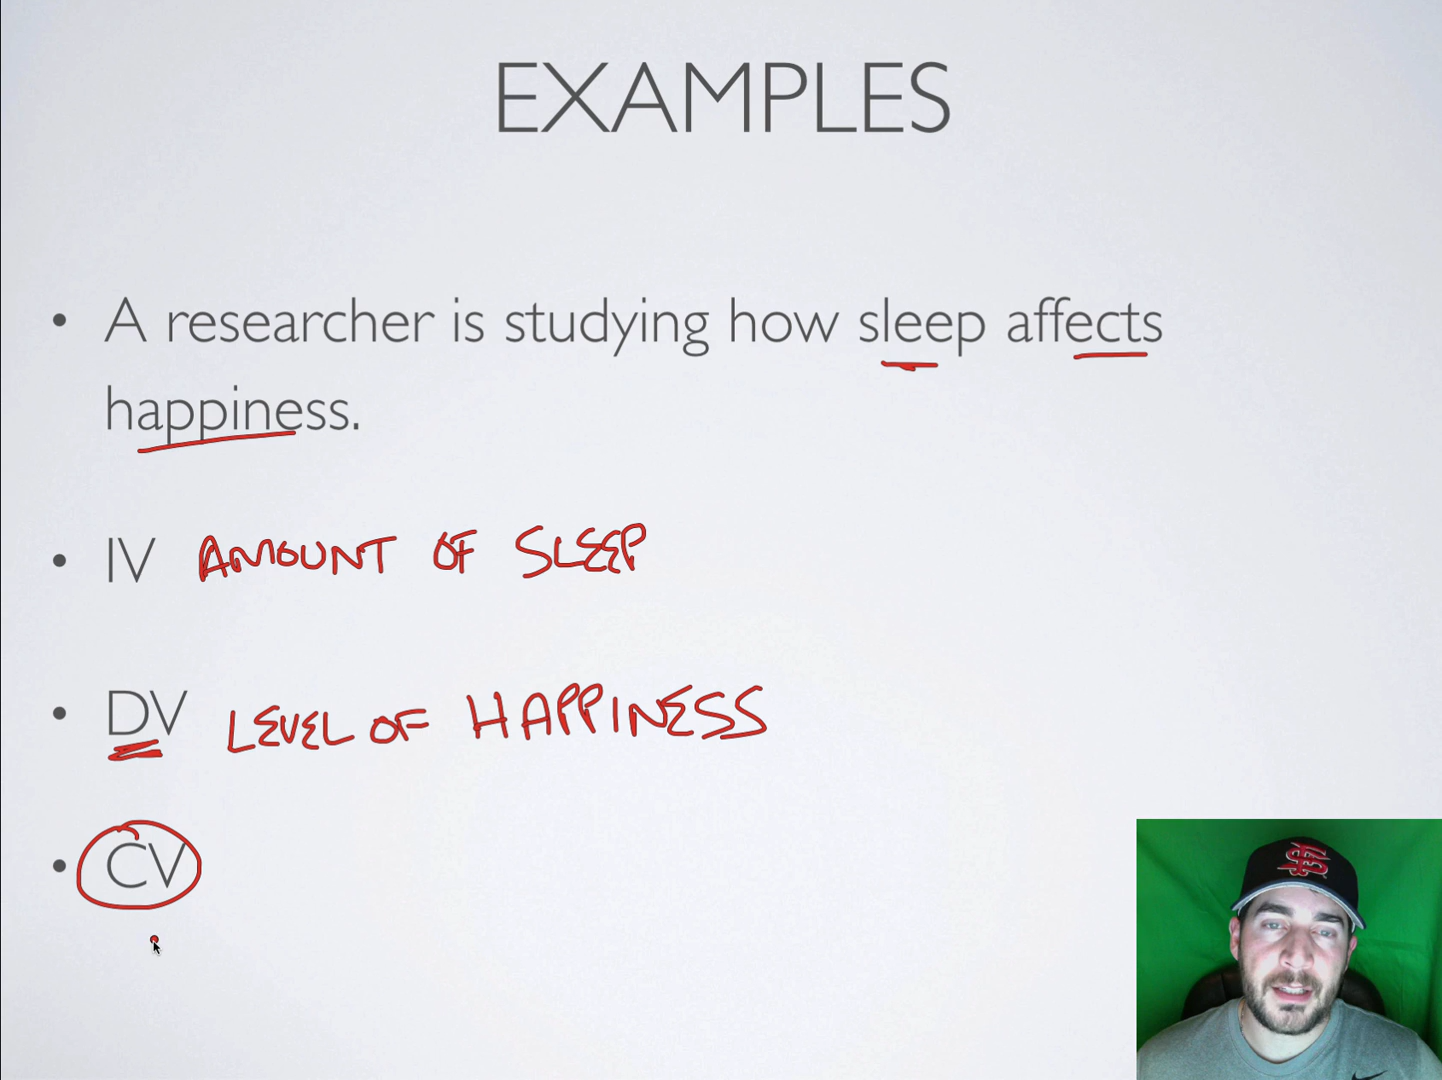 EXAMPLES
• A researcher is studying how sleep affects
happiness.
• IV AMOUNT OF SLEEP
• DV LEVEL OF HAPPINESS
• CV